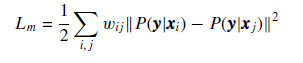 L_m = \frac{1}{2} \sum_{i,j} w_{ij} \| P(\mathbf{y}|\mathbf{x}_i) - P(\mathbf{y}|\mathbf{x}_j) \|^2